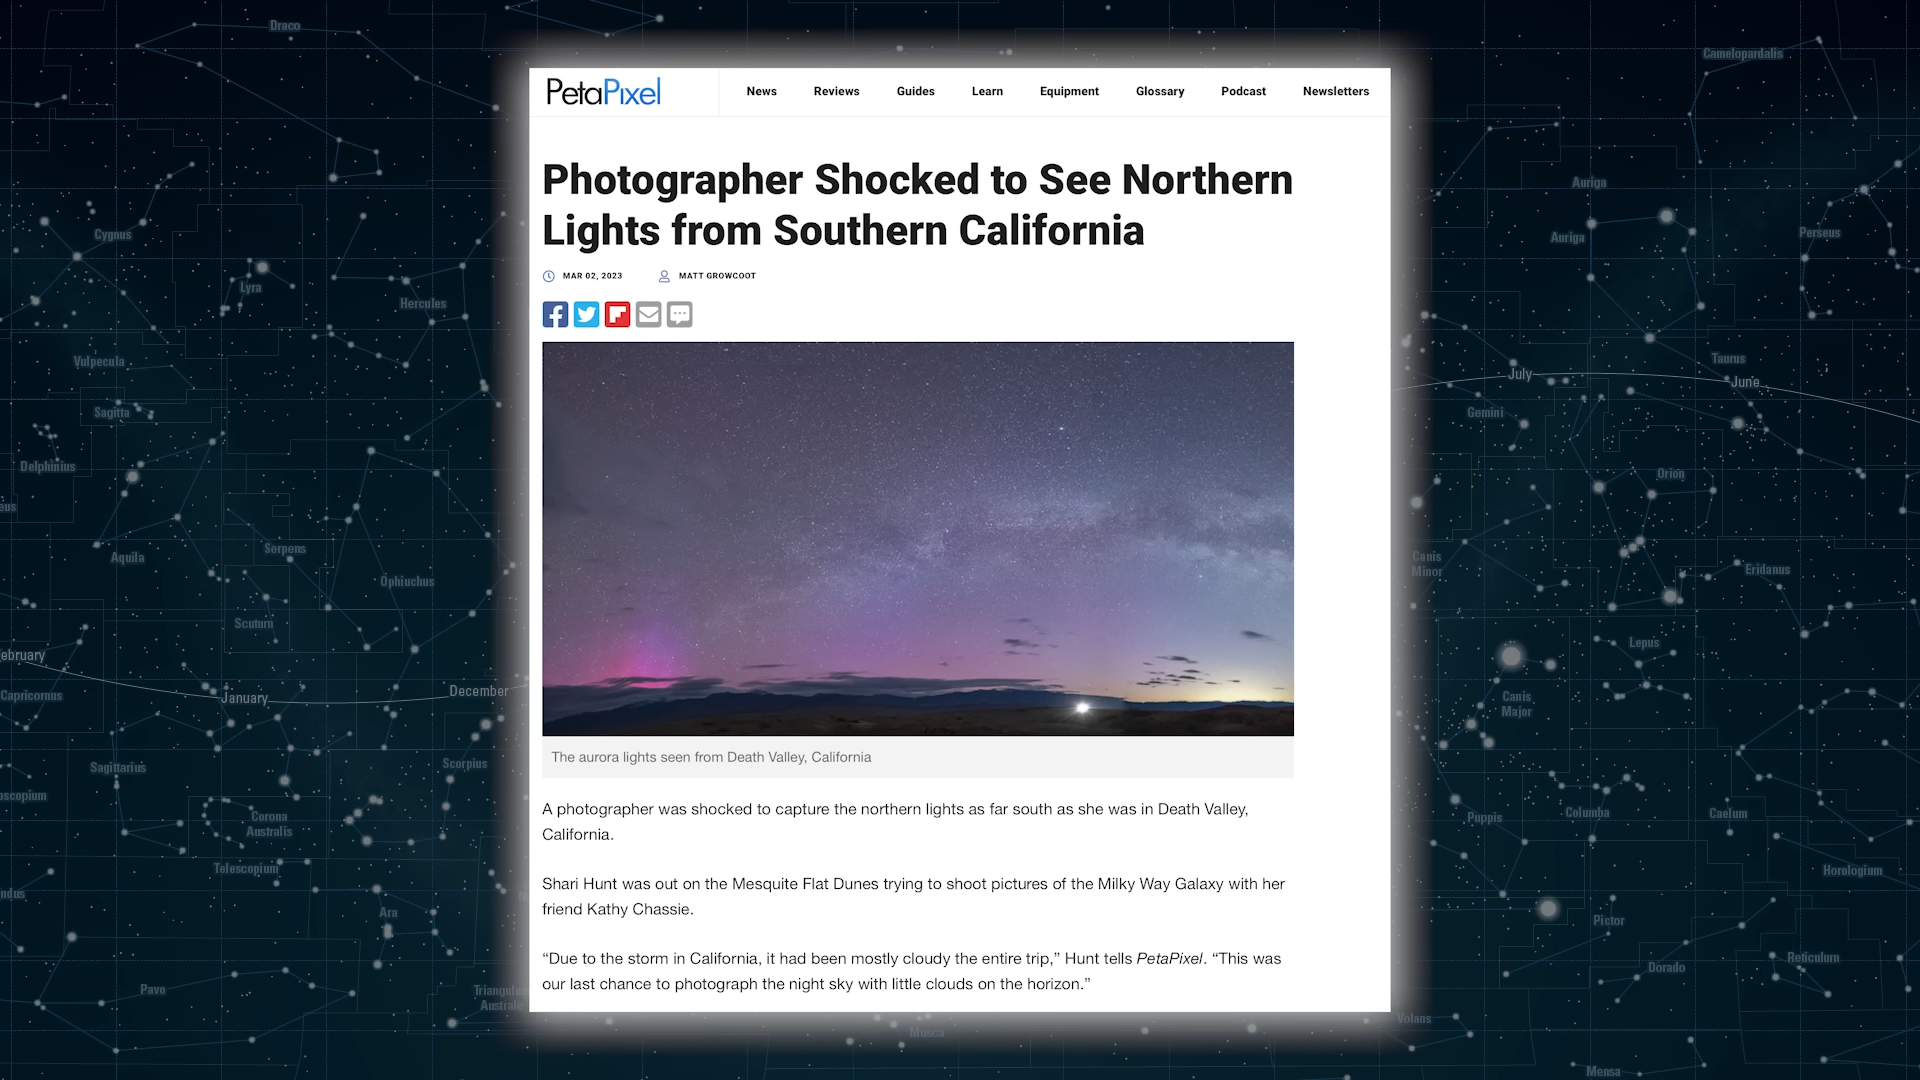 Draco
Camelopardalis
PetaPixel
News
Reviews
Guides
Learn
Equipment
Glossary
Podcast
Newsletters
Photographer Shocked to See Northern
Lights from Southern California
MAR 02, 2023
MATT GROWCOOT
The aurora lights seen from Death Valley, California
A photographer was shocked to capture the northern lights as far south as she was in Death Valley,
California.
Shari Hunt was out on the Mesquite Flat Dunes trying to shoot pictures of the Milky Way Galaxy with her
friend Kathy Chassie.
“Due to the storm in California, it had been mostly cloudy the entire trip,” Hunt tells PetaPixel. “This was
our last chance to photograph the night sky with little clouds on the horizon.”
Cygnus
Lyra
Hercules
Vulpecula
Sagitta
Delphinius
Aquila
Serpens
Ophiuchus
Scutum
Capricornus
January
December
Sagittarius
Scorpius
Corona
Australis
Telescopium
Ara
Pavo
Musca
Auriga
Auriga
Perseus
Taurus
July
June
Gemini
Orion
Canis
Minor
Eridanus
Lepus
Canis
Major
Puppis
Columba
Caelum
Horologium
Pictor
Dorado
Reticulum
Volans
Mensa